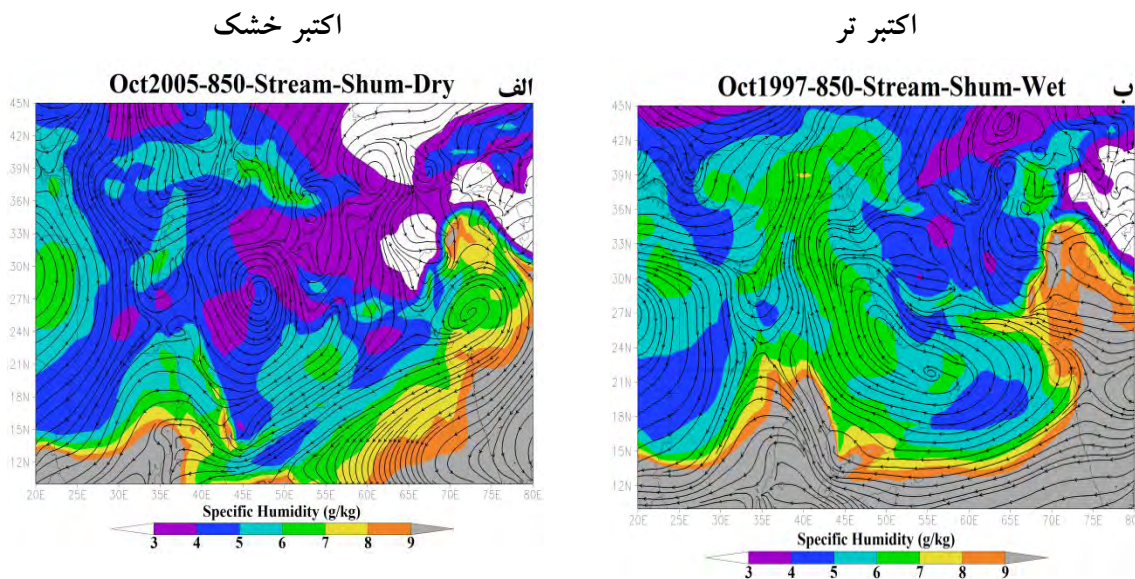 اکتبر خشک
Oct2005-850-Stream-Shum-Dry الف
45N
42N
39N
36N
33N
30N
27N
24N
21N
18N
15N
12N
20E 25E 30E 35E 40E 45E 50E 55E 60E 65E 70E 75E 80E
Specific Humidity (g/kg)
3 4 5 6 7 8 9
اکتبر تر
Oct1997-850-Stream-Shum-Wet ب
45N
42N
39N
36N
33N
30N
27N
24N
21N
18N
15N
12N
20E 25E 30E 35E 40E 45E 50E 55E 60E 65E 70E 75E 80
Specific Humidity (g/kg)
3 4 5 6 7 8 9